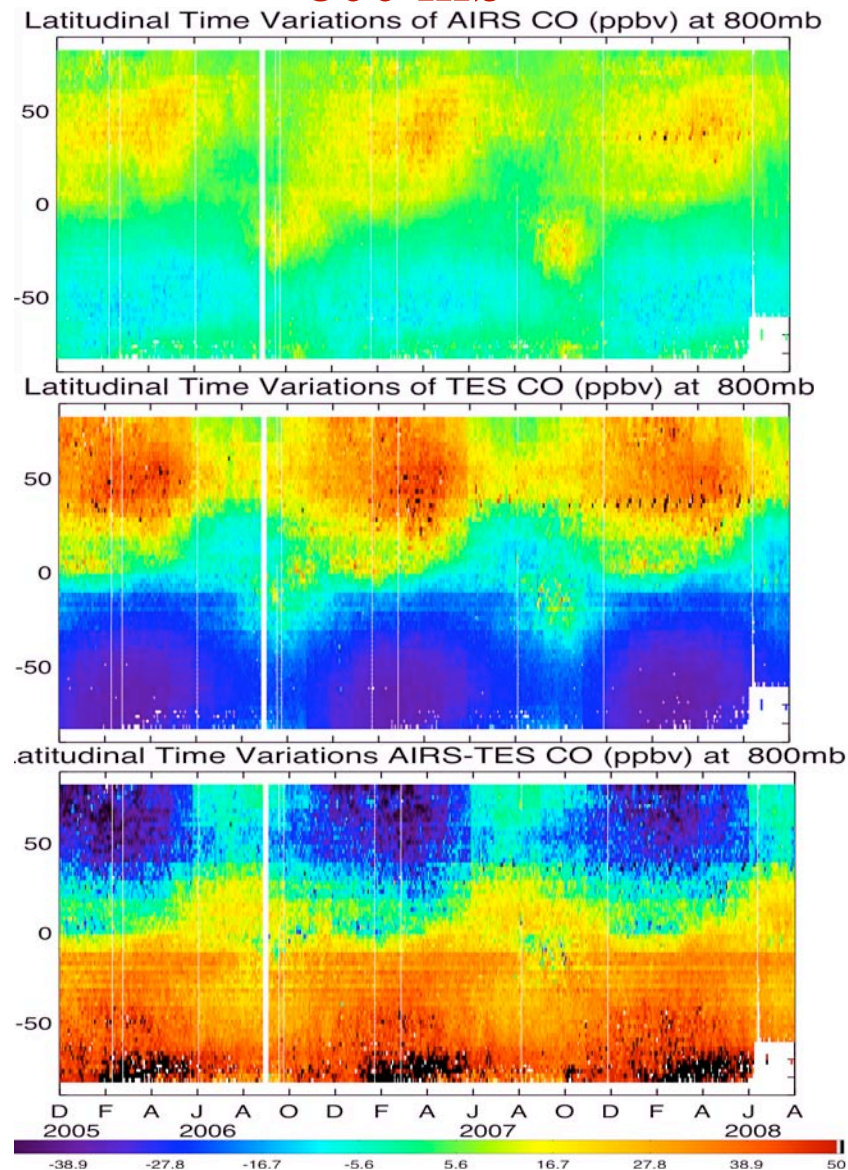 Latitudinal Time Variations of AIRS CO (ppbv) at 800mb
50
0
-50
Latitudinal Time Variations of TES CO (ppbv) at 800mb
50
0
-50
atitudinal Time Variations AIRS-TES CO (ppbv) at 800mb
50
0
-50
D F A J A O D F A J A O D F A J A
2005 2006 2007 2008
-38.9 -27.8 -16.7 -5.6 5.6 16.7 27.8 38.9 50